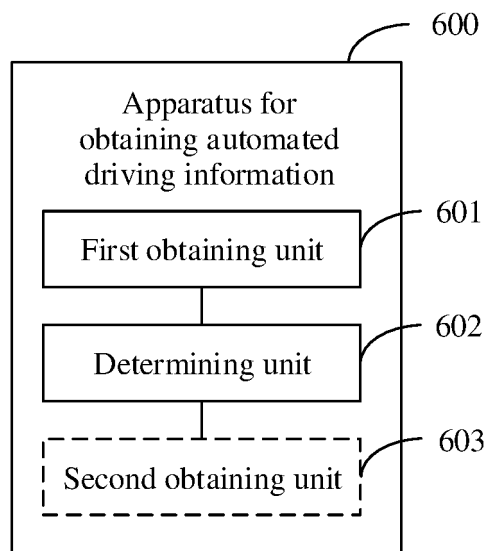 600
Apparatus for
obtaining automated
driving information
601
First obtaining unit
602
Determining unit
603
Second obtaining unit